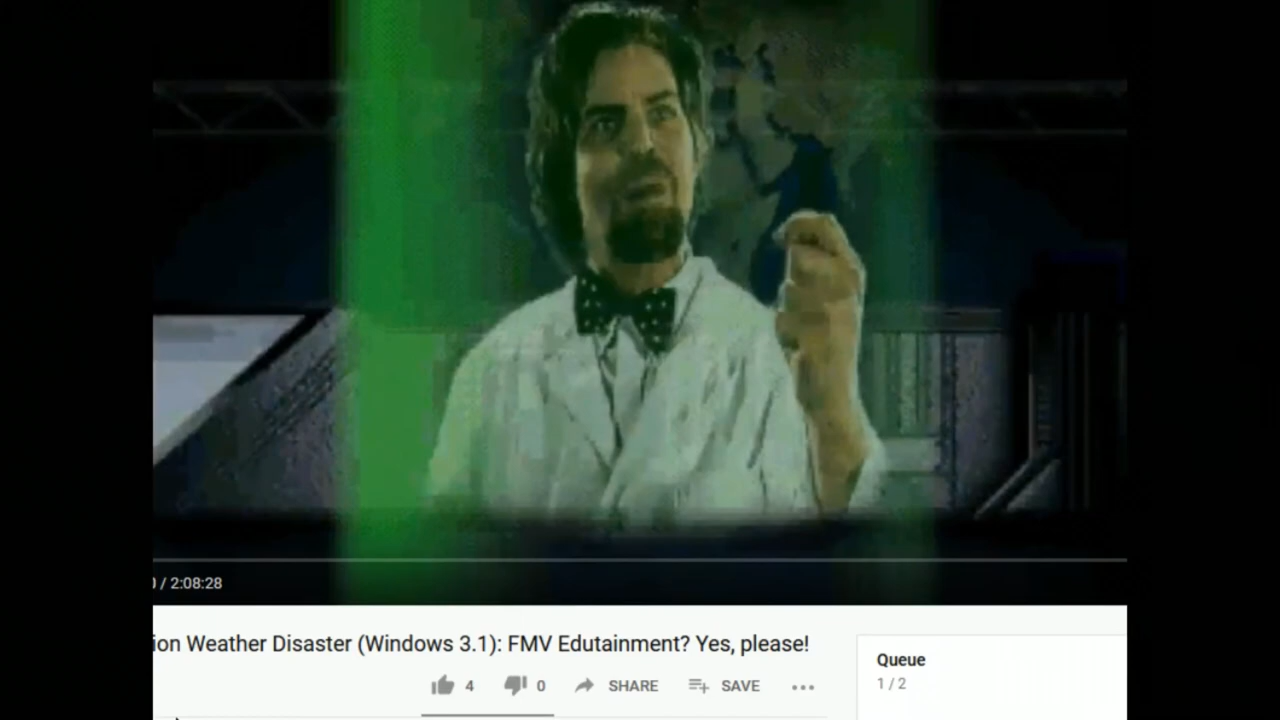 / 2:08:28
ion Weather Disaster (Windows 3.1): FMV Edutainment? Yes, please!
4 0 SHARE SAVE
Queue
1 / 2